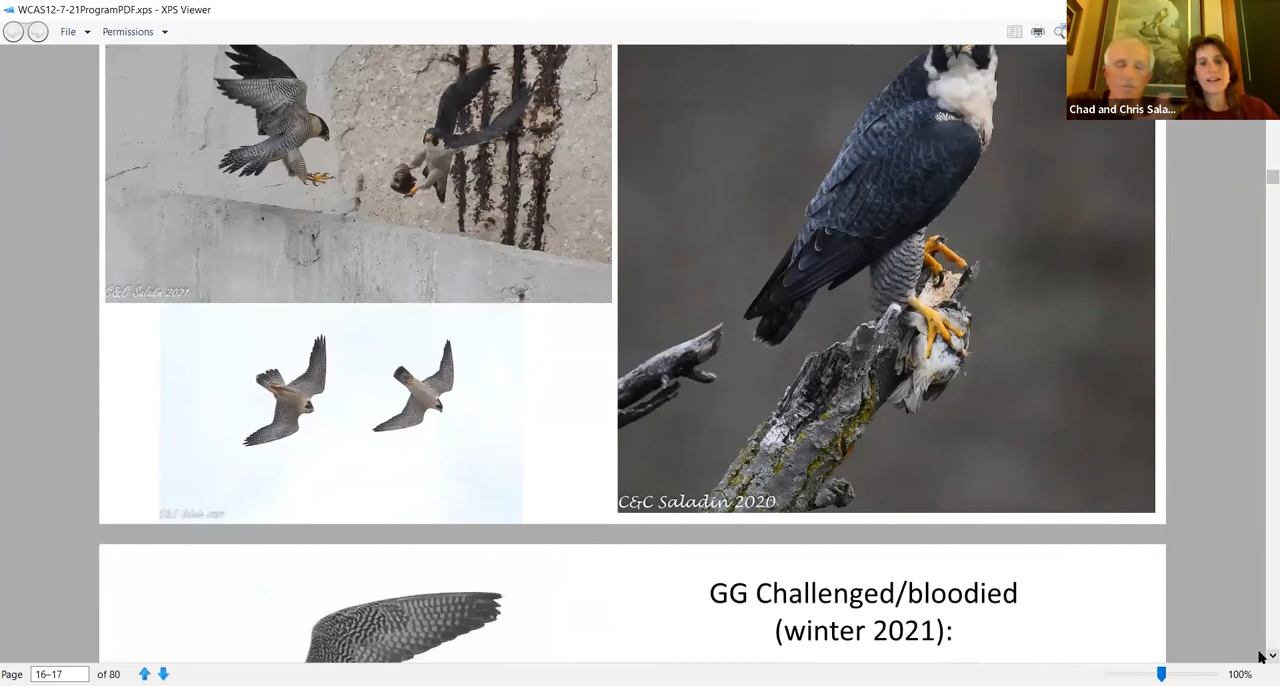 WCAS12-7-21ProgramPDF.xps - XPS Viewer
File
Permissions
Chad and Chris Sala...
C&C Saladin 2021
C&C Saladin 2020
GG Challenged/bloodied
(winter 2021):
Page 16–17 of 80
100%